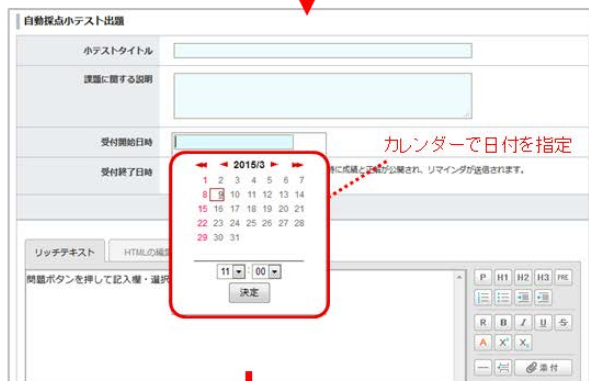 自動採点小テスト出題
小テストタイトル
課題に関する説明
受付開始日時
カレンダーで日付を指定
2015/3
1 2 3 4 5 6 7
8 9 10 11 12 13 14
15 16 17 18 19 20 21
22 23 24 25 26 27 28
29 30 31
11 : 00
決定
受付終了日時
に成績と正解が公開され、リマインダが送信されます。
リッチテキスト HTMLの編
問題ボタンを押して記入欄・選択
P H1 H2 H3 PRE
R B I U S
A X² X₂
添付